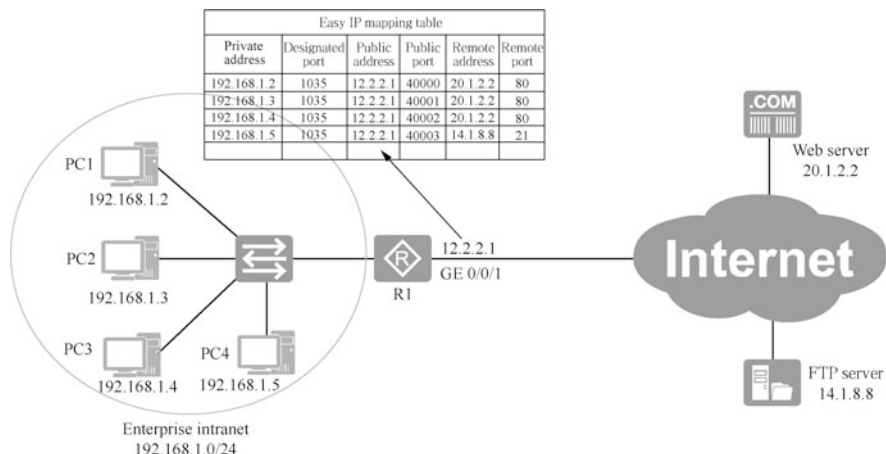 Easy IP mapping table
Private address Designated port Public address Public port Remote address Remote port
192.168.1.2 1035 12.2.2.1 40000 20.1.2.2 80
192.168.1.3 1035 12.2.2.1 40001 20.1.2.2 80
192.168.1.4 1035 12.2.2.1 40002 20.1.2.2 80
192.168.1.5 1035 12.2.2.1 40003 14.1.8.8 21
.COM
Web server
20.1.2.2
PC1
192.168.1.2
PC2
192.168.1.3
PC3
192.168.1.4
PC4
192.168.1.5
R
R1
12.2.2.1
GE 0/0/1
Internet
FTP server
14.1.8.8
Enterprise intranet
192.168.1.0/24